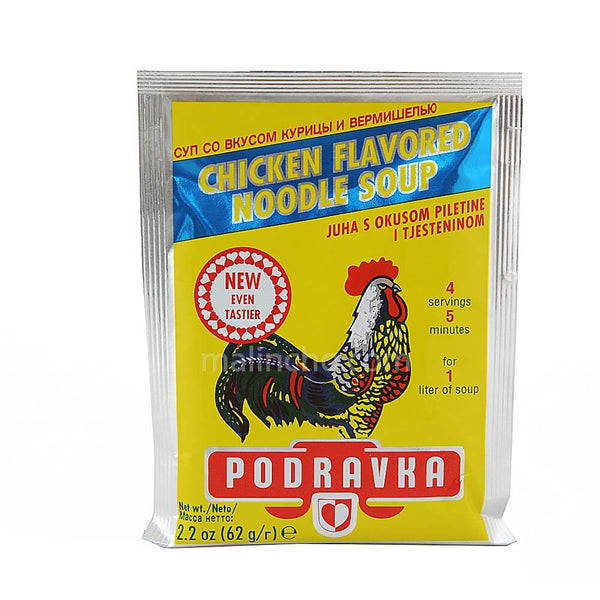 СУП СО ВКУСОМ КУРИЦЫ И ВЕРМИШЕЛЬЮ
CHICKEN FLAVORED
NOODLE SOUP
JUHA S OKUSOM PILETINE
I TJESTENINOM
NEW
EVEN
TASTIER
4
servings
5
minutes
for
1
liter of soup
PODRAVKA
Net wt./Neto/
Масса нетто:
2.2 oz (62 g/г) e